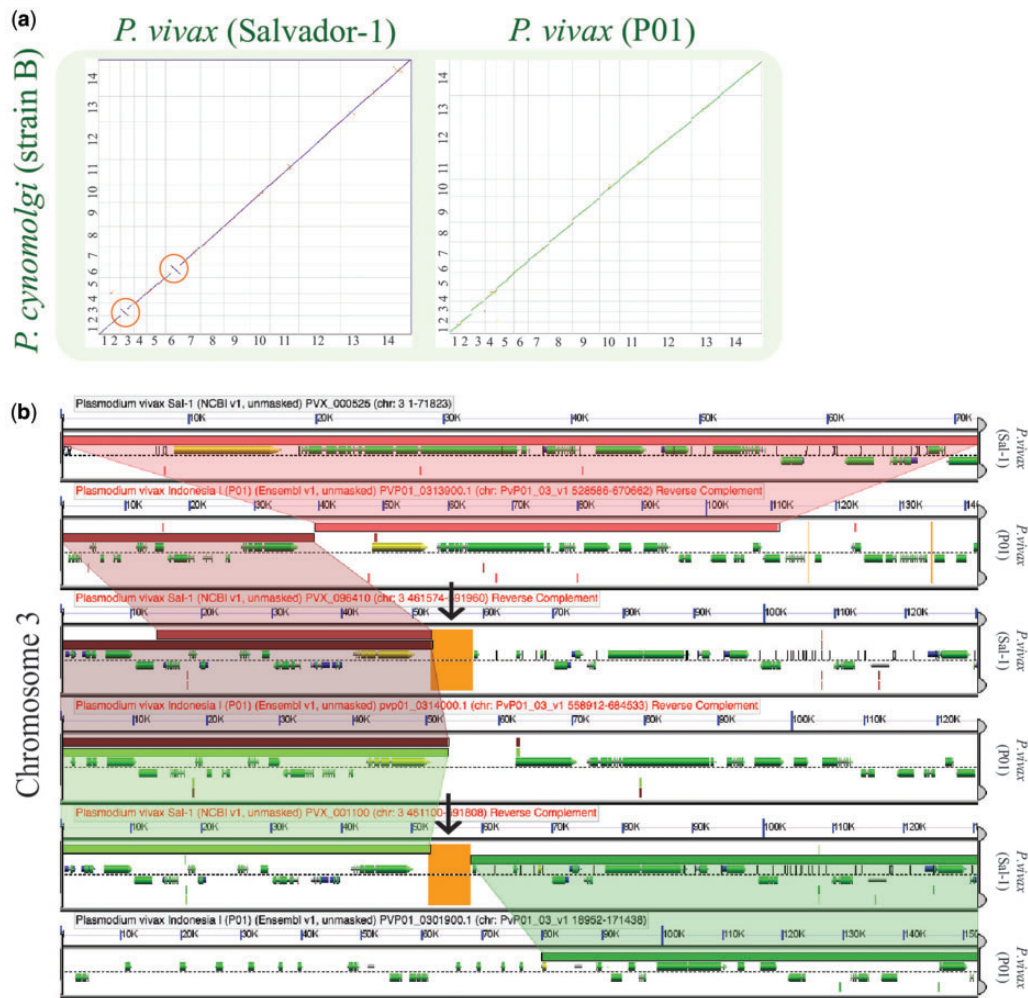 (a)
P. vivax (Salvador-1)
P. vivax (P01)
P. cynomolgi (strain B)
14
13
12
11
10
9
8
7
6
5
4
3
2
1
1 2 3 4 5 6 7 8 9 10 11 12 13 14
14
13
12
11
10
9
8
7
6
5
4
3
2
1
1 2 3 4 5 6 7 8 9 10 11 12 13 14
(b)
Chromosome 3
Plasmodium vivax Sal-1 (NCBI v1, unmasked) PVX_000525 (chr: 3 1-71823)
10K 20K 30K 40K 50K 60K 70K
P. vivax (Sal-1)
Plasmodium vivax Indonesia I (P01) (Ensembl v1, unmasked) PVP01_0313900.1 (chr: PvP01_03_v1 528586-670662) Reverse Complement
10K 20K 30K 40K 50K 60K 70K 80K 90K 100K 110K 120K 130K
P. vivax (P01)
Plasmodium vivax Sal-1 (NCBI v1, unmasked) PVX_096410 (chr: 3 461574-591960) Reverse Complement
10K 20K 30K 40K 50K 60K 70K 80K 90K 100K 110K 120K
P. vivax (Sal-1)
Plasmodium vivax Indonesia I (P01) (Ensembl v1, unmasked) pvp01_0314000.1 (chr: PvP01_03_v1 558912-684533) Reverse Complement
10K 20K 30K 40K 50K 60K 70K 80K 90K 100K 110K 120K
P. vivax (P01)
Plasmodium vivax Sal-1 (NCBI v1, unmasked) PVX_001100 (chr: 3 461100-591808) Reverse Complement
10K 20K 30K 40K 50K 60K 70K 80K 90K 100K 110K 120K
P. vivax (Sal-1)
Plasmodium vivax Indonesia I (P01) (Ensembl v1, unmasked) PVP01_0301900.1 (chr: PvP01_03_v1 18952-171438)
10K 20K 30K 40K 50K 60K 70K 80K 90K 100K 110K 120K 130K 140K
P. vivax (P01)